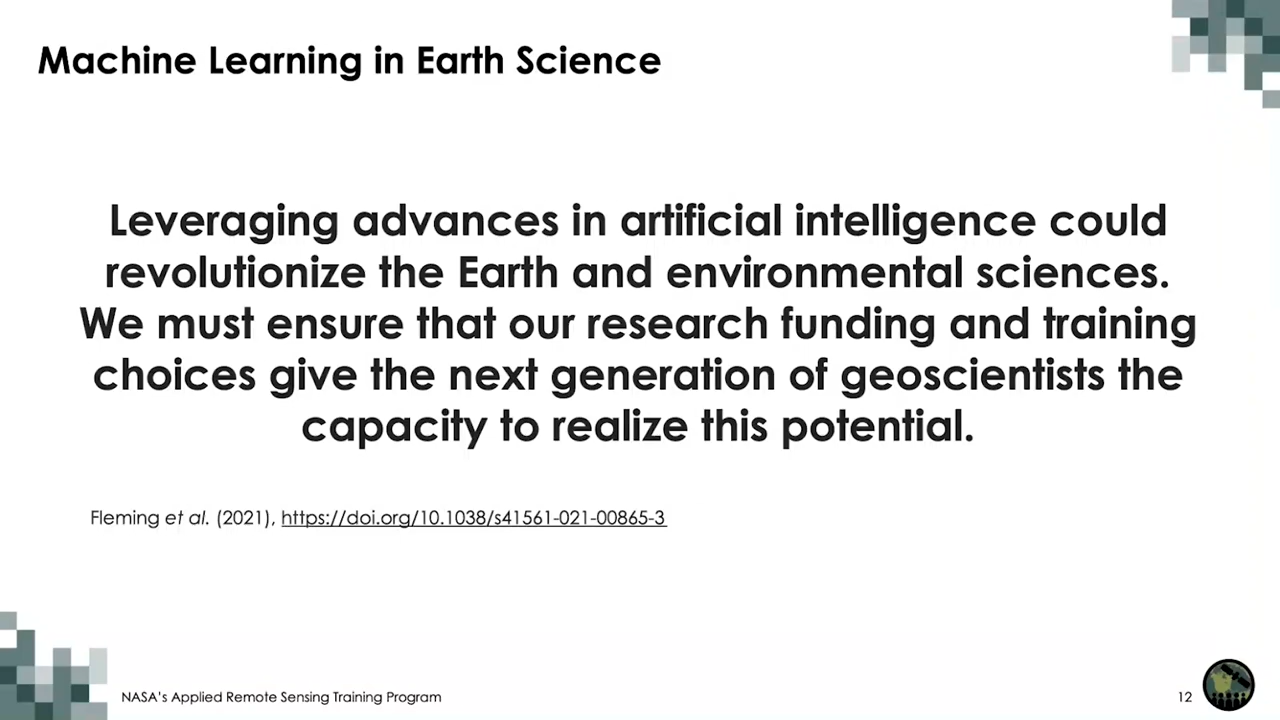 Machine Learning in Earth Science
Leveraging advances in artificial intelligence could
revolutionize the Earth and environmental sciences.
We must ensure that our research funding and training
choices give the next generation of geoscientists the
capacity to realize this potential.
Fleming et al. (2021), https://doi.org/10.1038/s41561-021-00865-3
NASA's Applied Remote Sensing Training Program
12